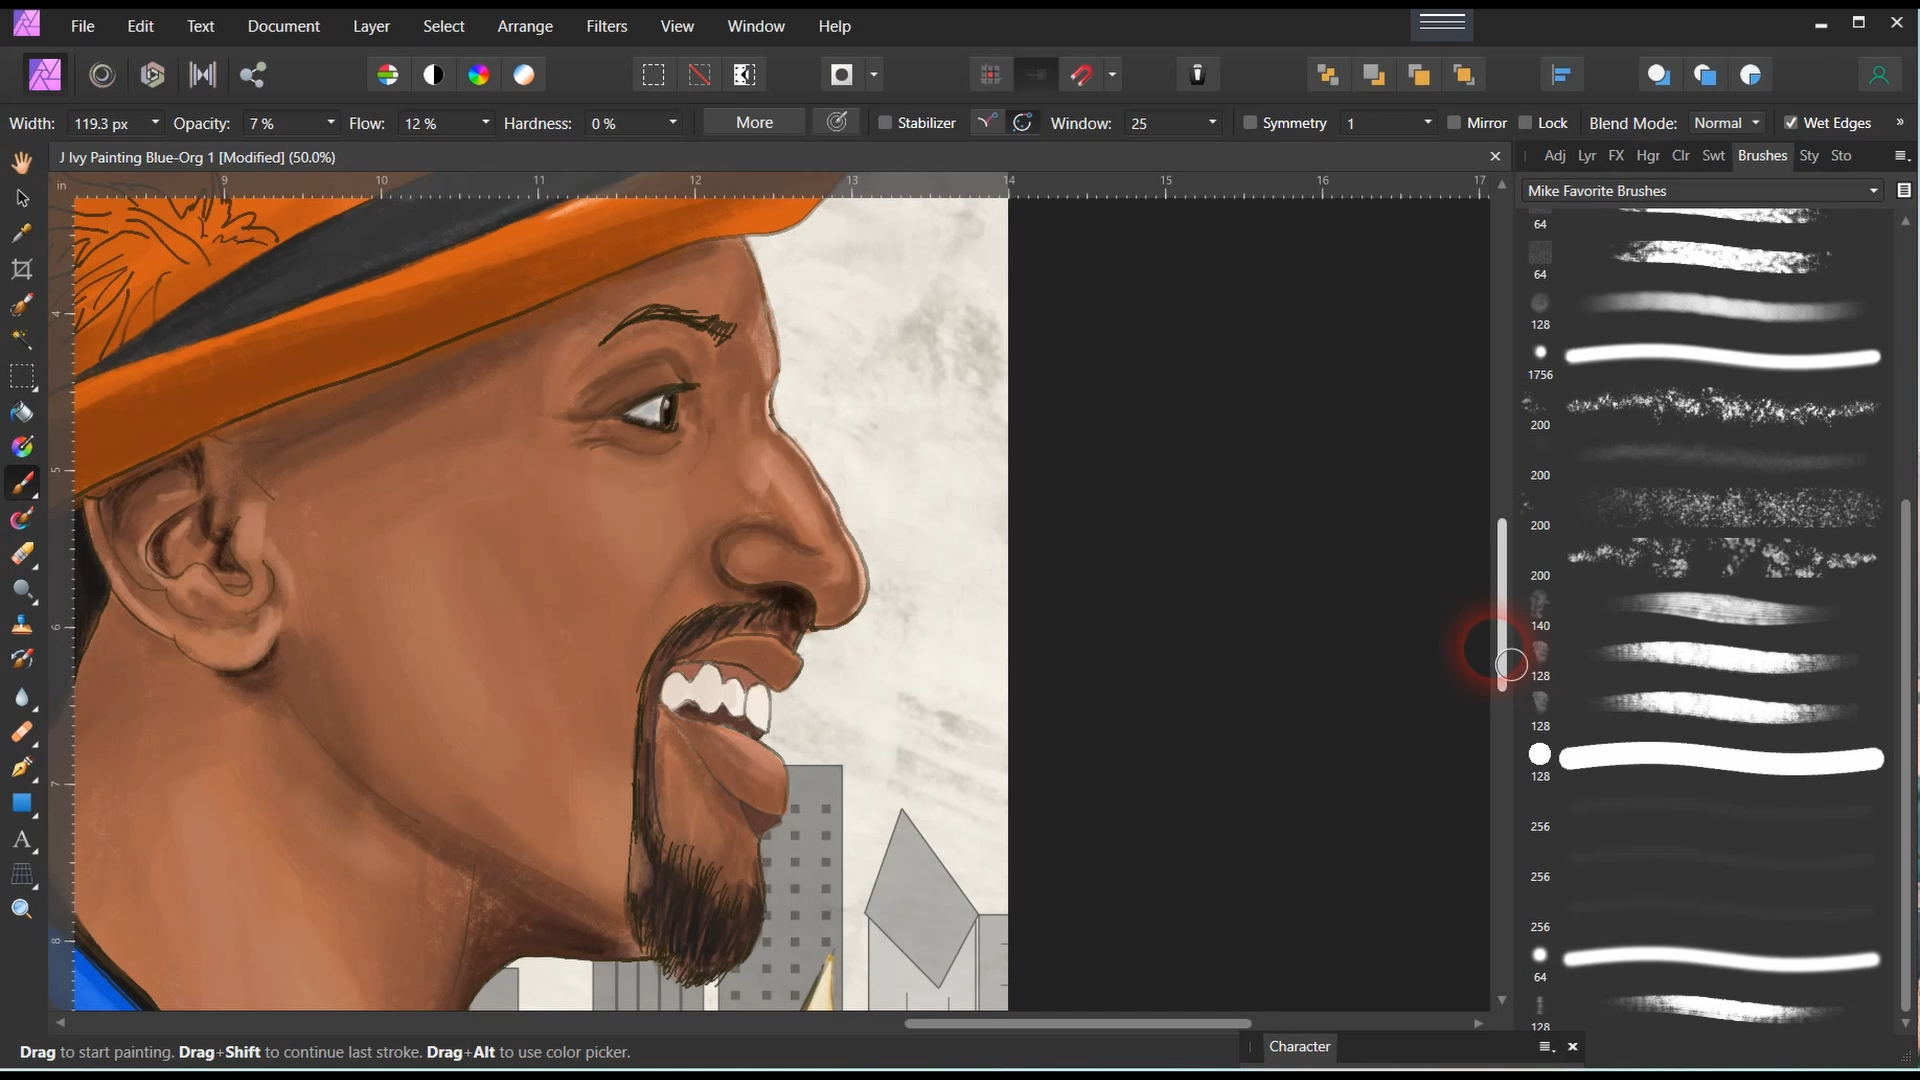 File Edit Text Document Layer Select Arrange Filters View Window Help
Width: 119.3 px Opacity: 7 % Flow: 12 % Hardness: 0 % More Stabilizer Window: 25 Symmetry 1 Mirror Lock Blend Mode: Normal Wet Edges »
J Ivy Painting Blue-Org 1 [Modified] (50.0%)
Adj Lyr FX Hgr Clr Swt Brushes Sty Sto
in 9 10 11 12 13 14 15 16 17
Mike Favorite Brushes
64
64
4
128
1756
200
5
200
200
200
6
140
128
128
7
128
256
256
8
256
64
128
Drag to start painting. Drag+Shift to continue last stroke. Drag+Alt to use color picker.
Character